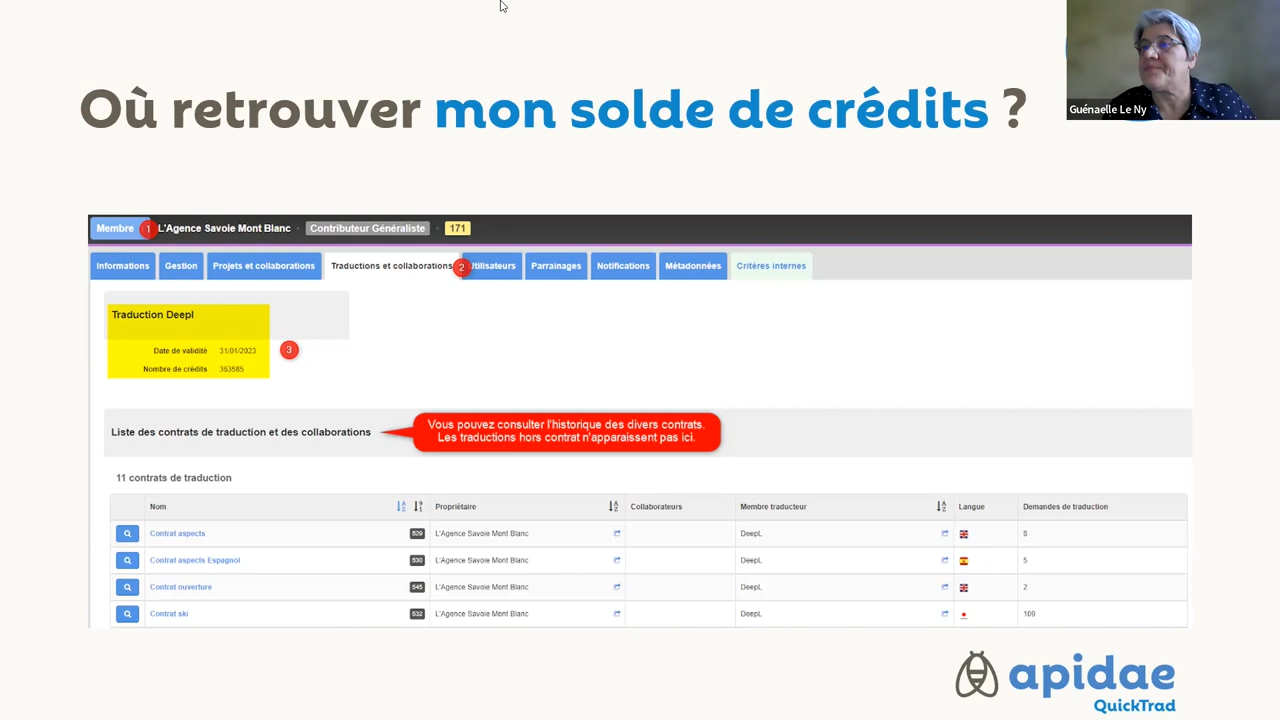 Où retrouver mon solde de crédits ?
Guénaelle Le Ny
Membre 1 L'Agence Savoie Mont Blanc Contributeur Généraliste 171
Informations Gestion Projets et collaborations Traductions et collaborations 2 Utilisateurs Parrainages Notifications Métadonnées Critères internes
Traduction Deepl
Date de validité 31/01/2023
3
Nombre de crédits 363585
Vous pouvez consulter l'historique des divers contrats.
Liste des contrats de traduction et des collaborations
Les traductions hors contrat n'apparaissent pas ici.
11 contrats de traduction
Nom Propriétaire Collaborateurs Membre traducteur Langue Demandes de traduction
Contrat aspects 529 L'Agence Savoie Mont Blanc DeepL 8
Contrat aspects Espagnol 530 L'Agence Savoie Mont Blanc DeepL 5
Contrat ouverture 545 L'Agence Savoie Mont Blanc DeepL 2
Contrat ski 532 L'Agence Savoie Mont Blanc DeepL 109
apidae
QuickTrad